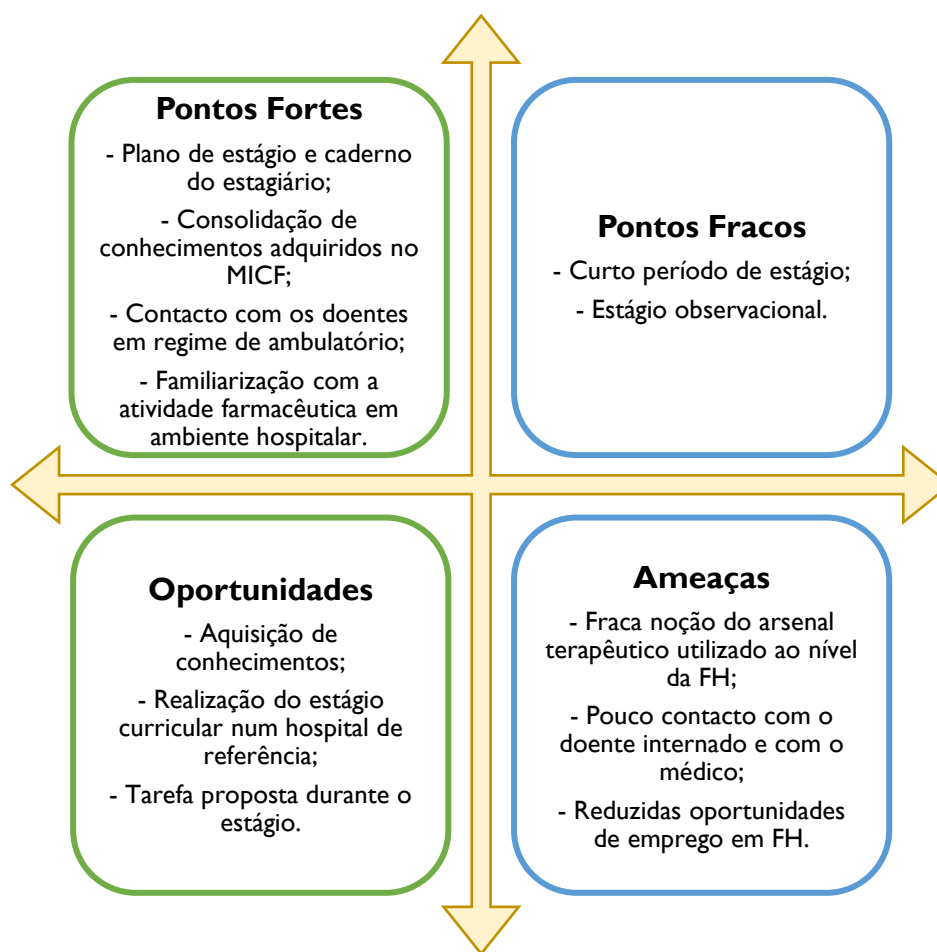 Pontos Fortes
- Plano de estágio e caderno
do estagiário;
- Consolidação de
conhecimentos adquiridos no
MICF;
- Contacto com os doentes
em regime de ambulatório;
- Familiarização com a
atividade farmacêutica em
ambiente hospitalar.
Pontos Fracos
- Curto período de estágio;
- Estágio observacional.
Oportunidades
- Aquisição de
conhecimentos;
- Realização do estágio
curricular num hospital de
referência;
- Tarefa proposta durante o
estágio.
Ameaças
- Fraca noção do arsenal
terapêutico utilizado ao nível
da FH;
- Pouco contacto com o
doente internado e com o
médico;
- Reduzidas oportunidades
de emprego em FH.